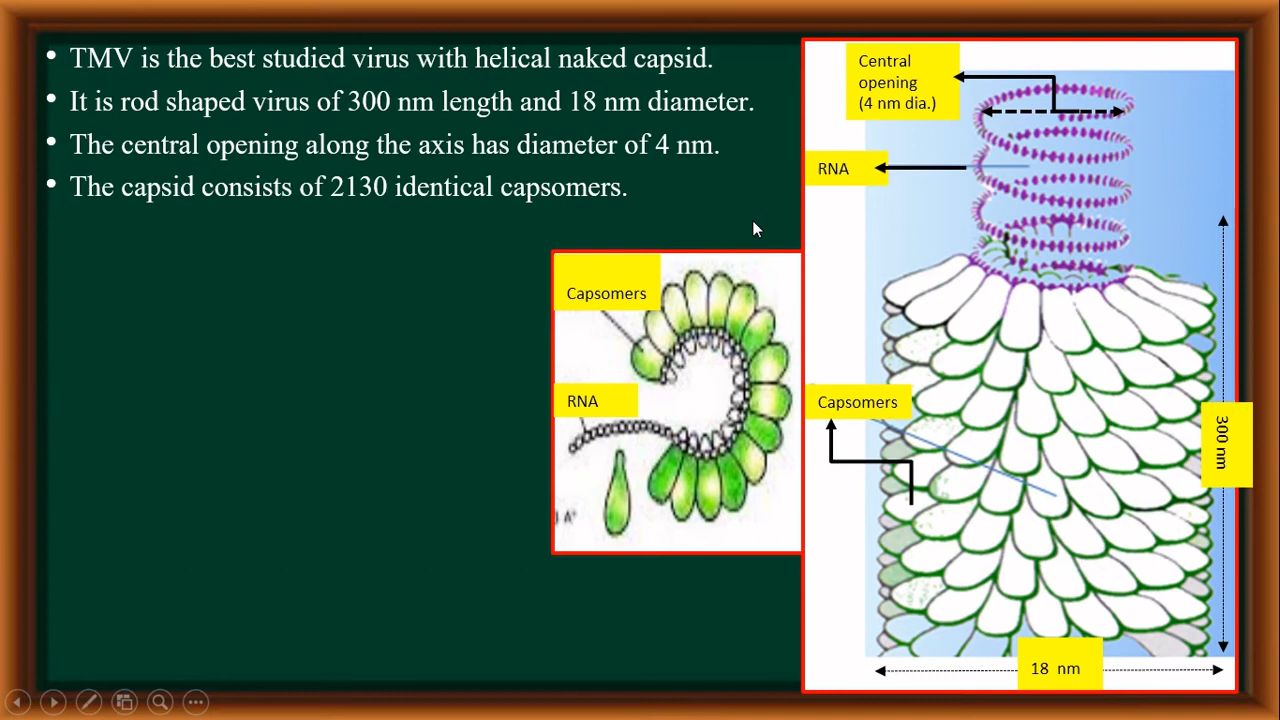 • TMV is the best studied virus with helical naked capsid.
• It is rod shaped virus of 300 nm length and 18 nm diameter.
• The central opening along the axis has diameter of 4 nm.
• The capsid consists of 2130 identical capsomers.
Capsomers
RNA
Central
opening
(4 nm dia.)
RNA
Capsomers
300 nm
18 nm